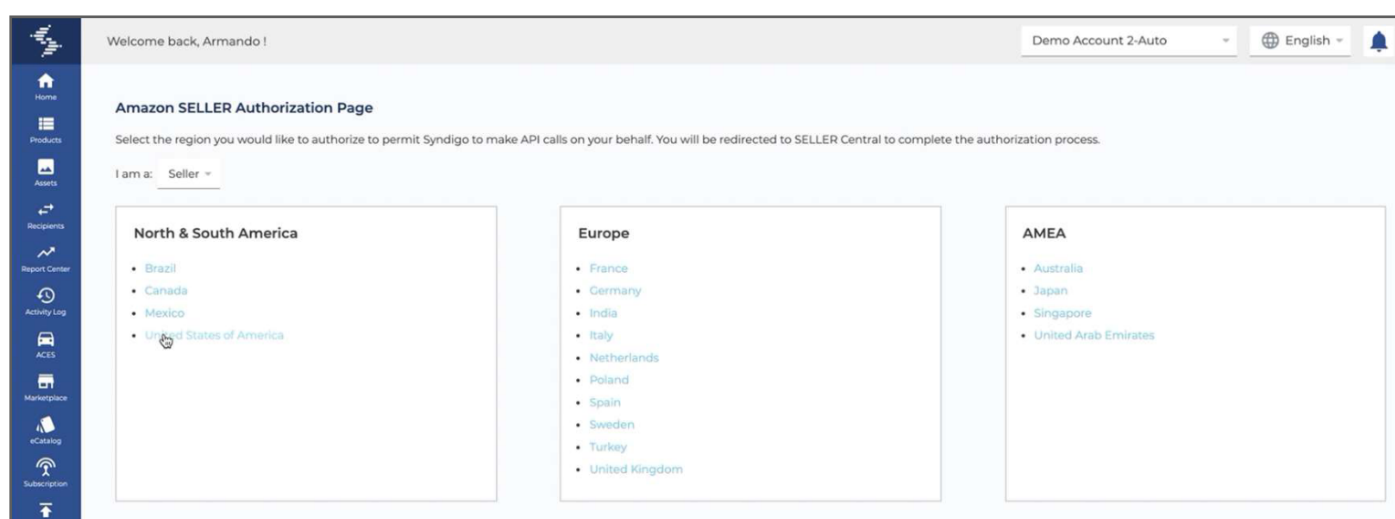 Welcome back, Armando !
Demo Account 2-Auto
English
Home
Products
Assets
Recipients
Report Center
Activity Log
ACES
Marketplace
eCatalog
Subscription
Amazon SELLER Authorization Page
Select the region you would like to authorize to permit Syndigo to make API calls on your behalf. You will be redirected to SELLER Central to complete the authorization process.
I am a: Seller
North & South America
• Brazil
• Canada
• Mexico
• United States of America
Europe
• France
• Germany
• India
• Italy
• Netherlands
• Poland
• Spain
• Sweden
• Turkey
• United Kingdom
AMEA
• Australia
• Japan
• Singapore
• United Arab Emirates